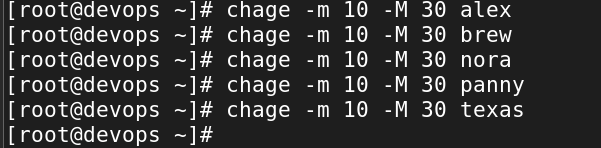 [root@devops ~]# chage -m 10 -M 30 alex
[root@devops ~]# chage -m 10 -M 30 brew
[root@devops ~]# chage -m 10 -M 30 nora
[root@devops ~]# chage -m 10 -M 30 panny
[root@devops ~]# chage -m 10 -M 30 texas
[root@devops ~]#